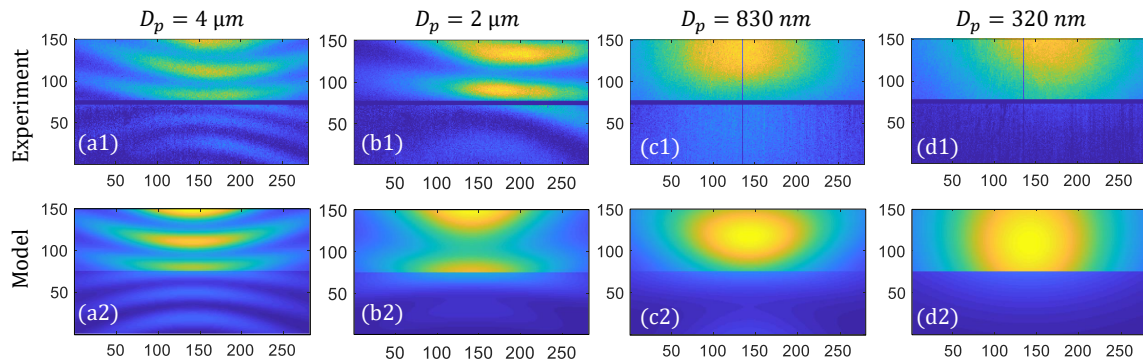 D_p = 4 μm D_p = 2 μm D_p = 830 nm D_p = 320 nm
Experiment
150 150 150 150
100 100 100 100
50 50 50 50
(a1) (b1) (c1) (d1)
50 100 150 200 250 50 100 150 200 250 50 100 150 200 250 50 100 150 200 250
Model
150 150 150 150
100 100 100 100
50 50 50 50
(a2) (b2) (c2) (d2)
50 100 150 200 250 50 100 150 200 250 50 100 150 200 250 50 100 150 200 250